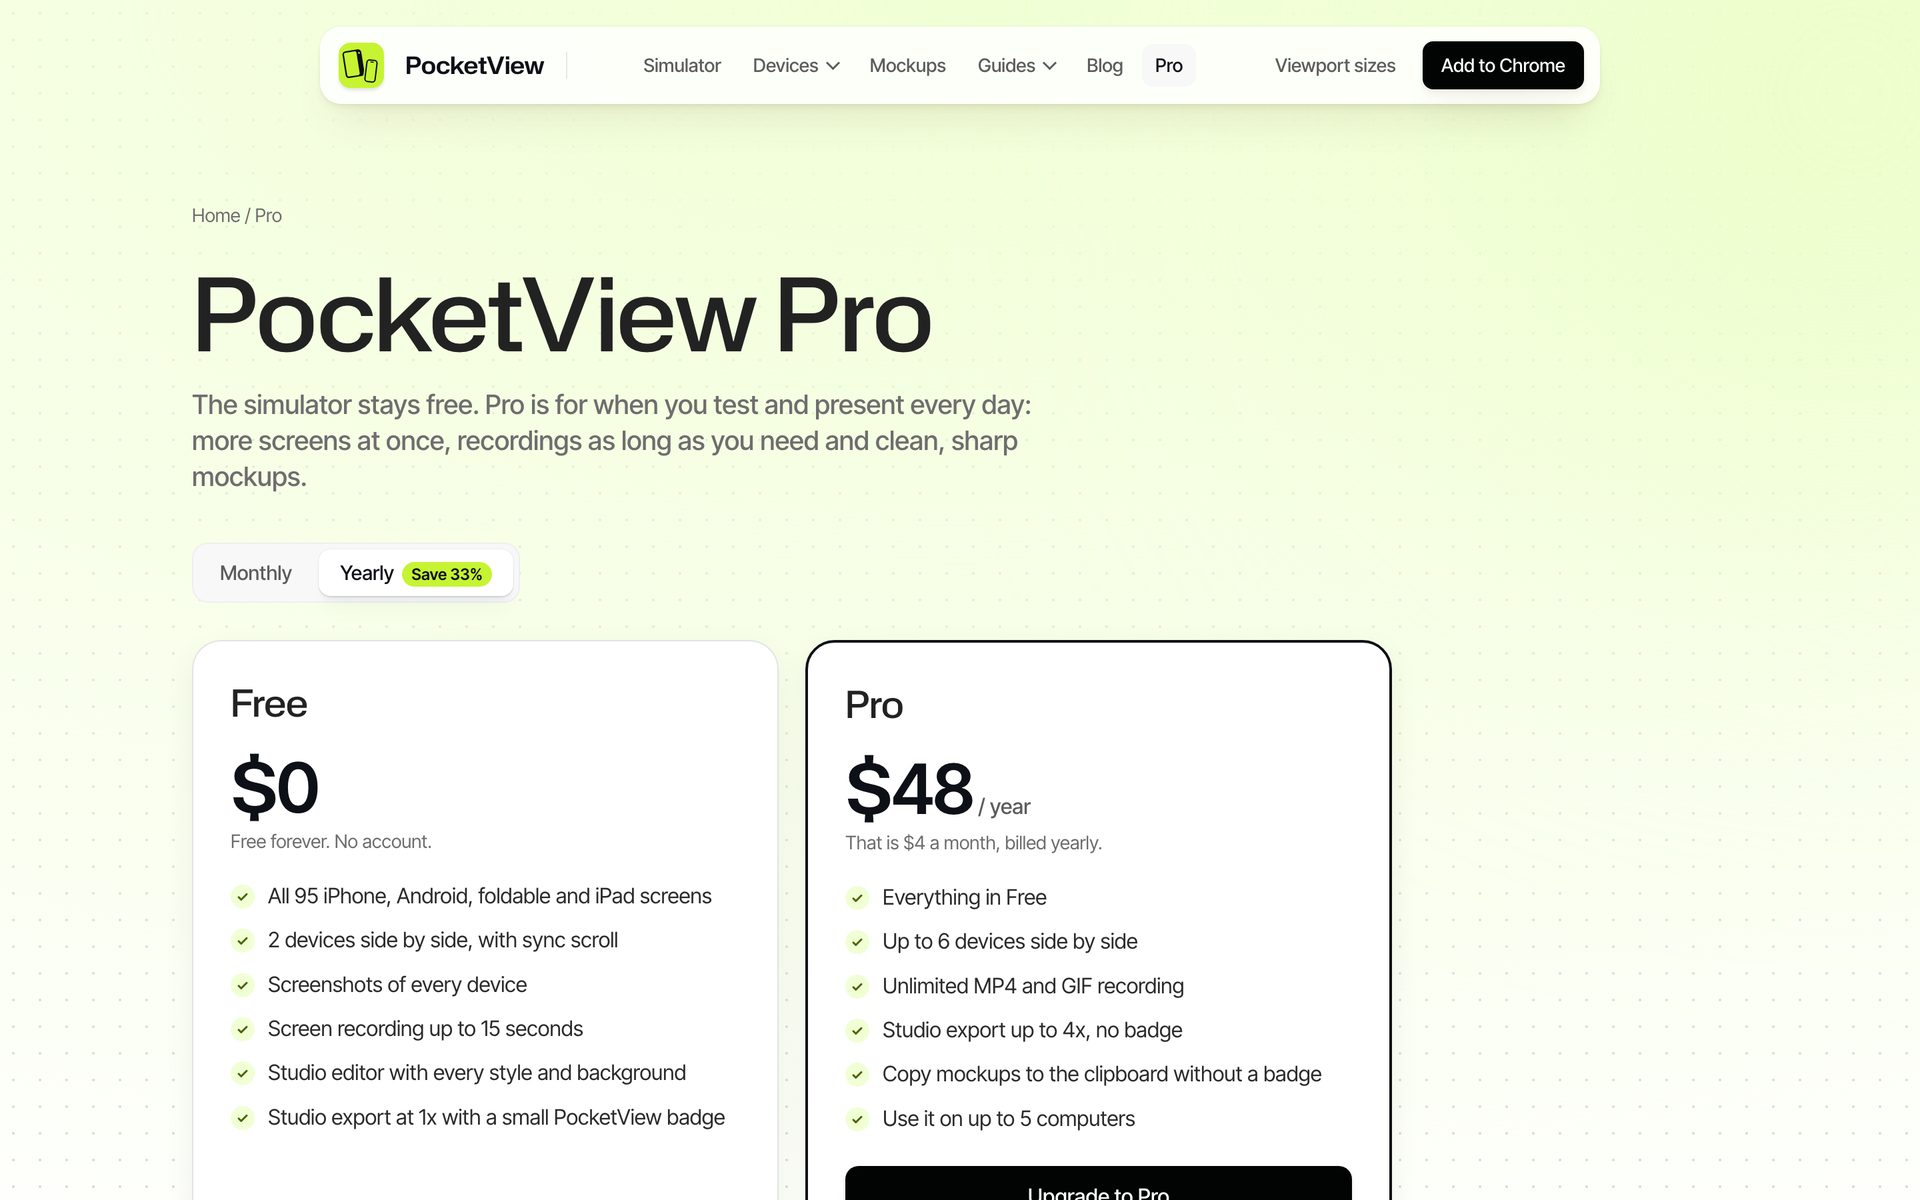 PocketView
Simulator
Devices
Mockups
Guides
Blog
Pro
Viewport sizes
Add to Chrome
Home / Pro
PocketView Pro
The simulator stays free. Pro is for when you test and present every day:
more screens at once, recordings as long as you need and clean, sharp
mockups.
Monthly
Yearly Save 33%
Free
$0
Free forever. No account.
All 95 iPhone, Android, foldable and iPad screens
2 devices side by side, with sync scroll
Screenshots of every device
Screen recording up to 15 seconds
Studio editor with every style and background
Studio export at 1x with a small PocketView badge
Pro
$48 / year
That is $4 a month, billed yearly.
Everything in Free
Up to 6 devices side by side
Unlimited MP4 and GIF recording
Studio export up to 4x, no badge
Copy mockups to the clipboard without a badge
Use it on up to 5 computers
Upgrade to Pro